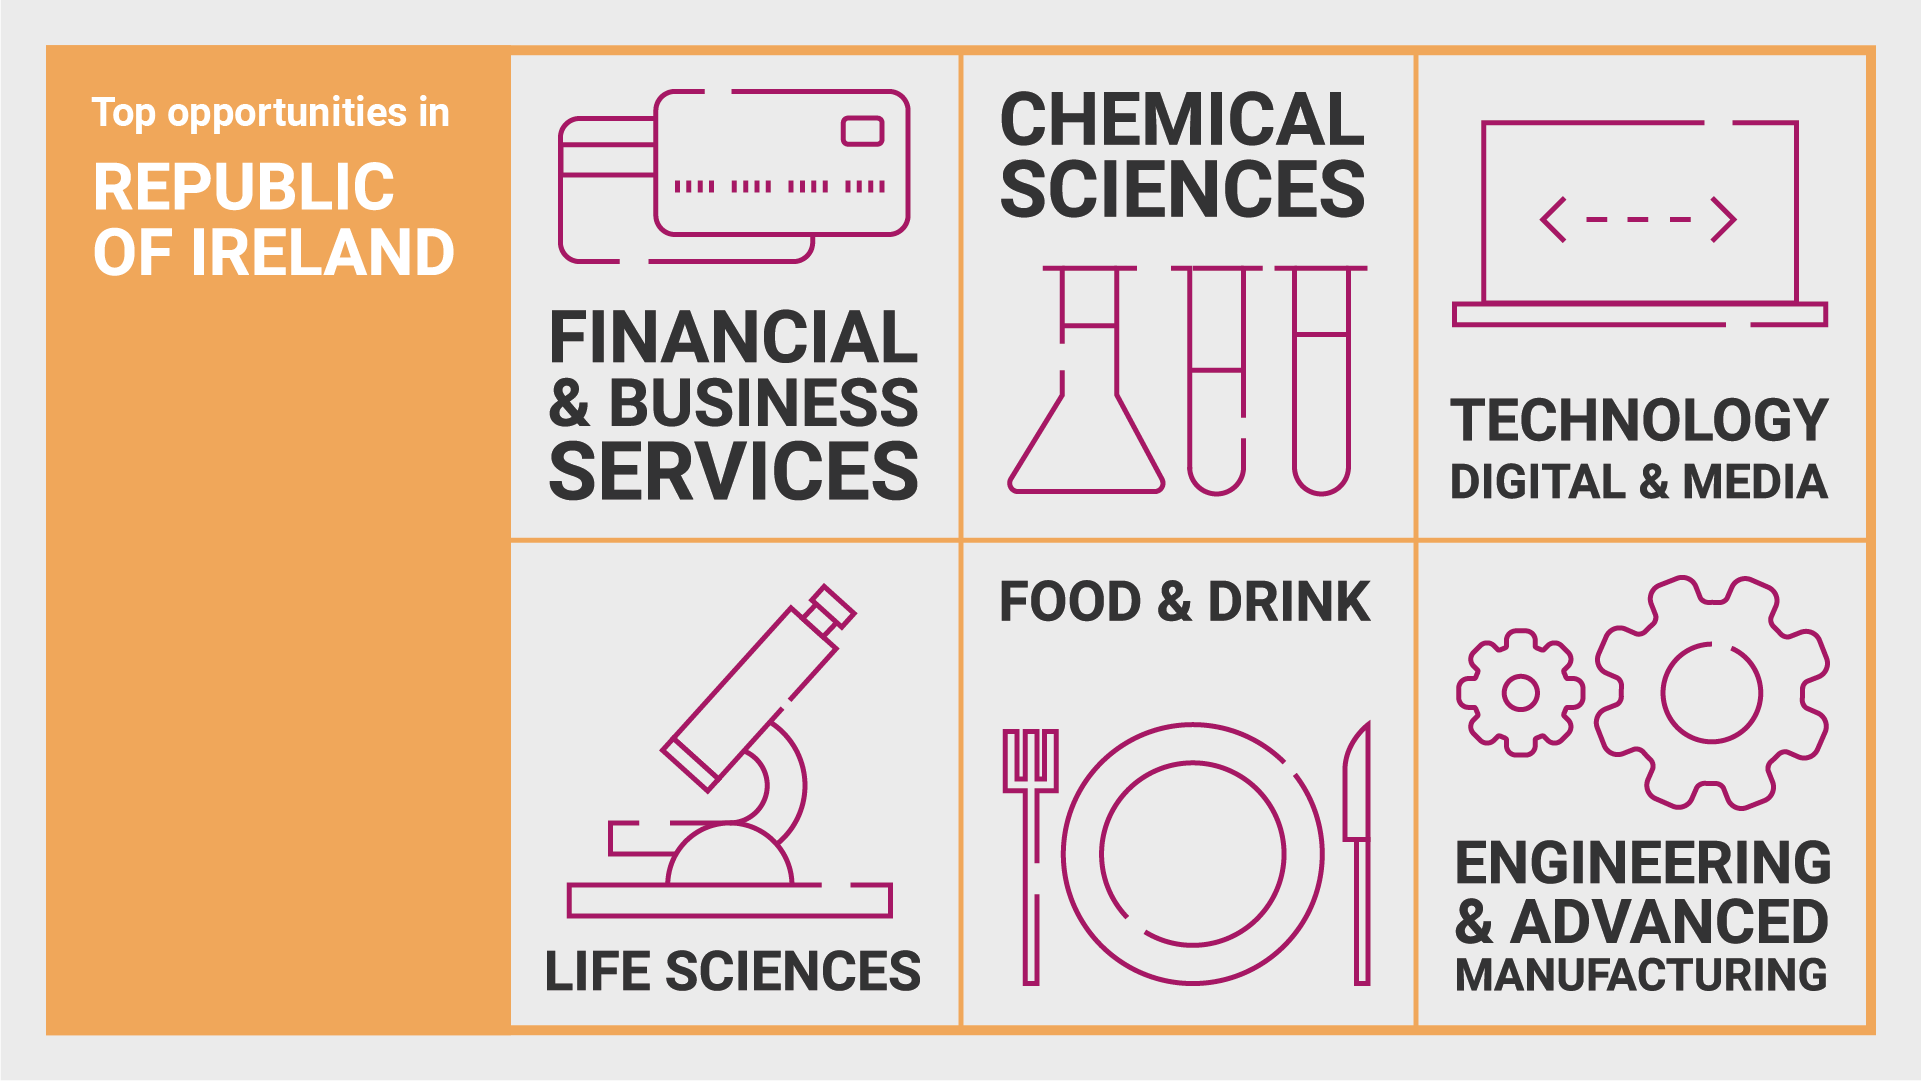 Top opportunities in
REPUBLIC
OF IRELAND
FINANCIAL
& BUSINESS
SERVICES
CHEMICAL
SCIENCES
TECHNOLOGY
DIGITAL & MEDIA
LIFE SCIENCES
FOOD & DRINK
ENGINEERING
& ADVANCED
MANUFACTURING